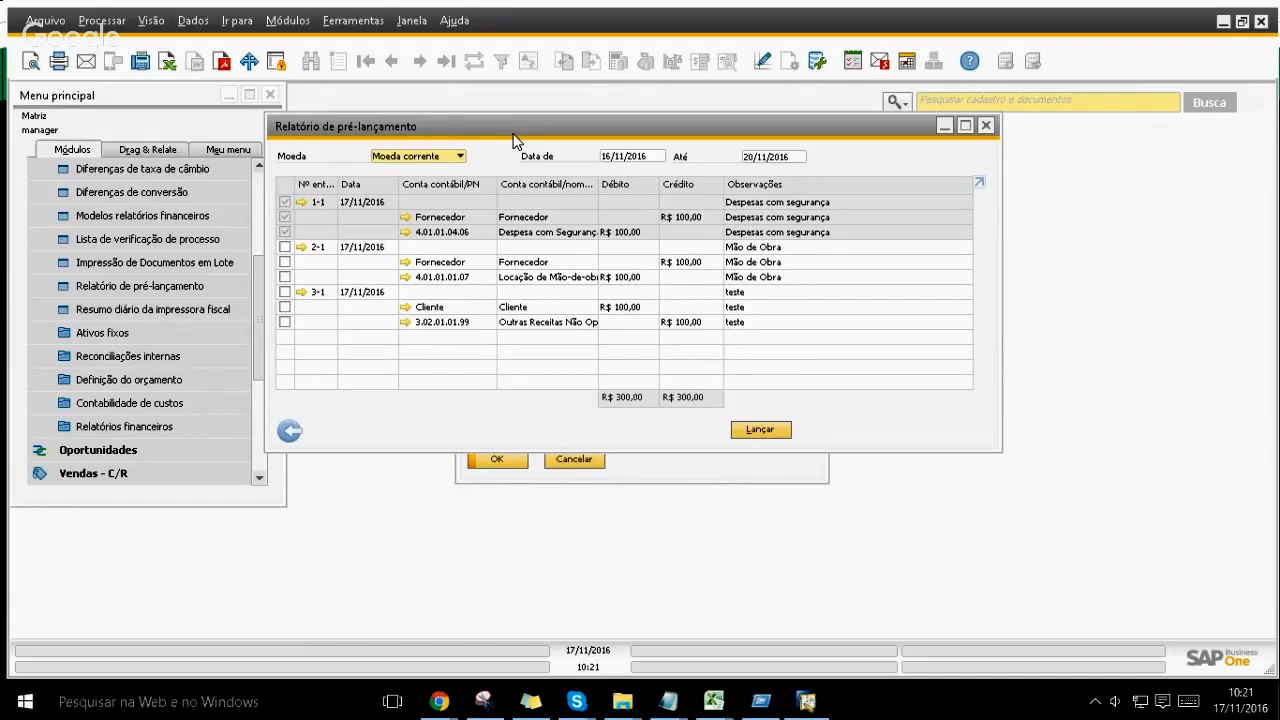 Arquivo Processar Visão Dados Ir para Módulos Ferramentas Janela Ajuda
Google
Menu principal
Pesquisar cadastro e documentos Busca
Matriz
manager
Módulos Drag & Relate Meu menu
Diferenças de taxa de câmbio
Diferenças de conversão
Modelos relatórios financeiros
Lista de verificação de processo
Impressão de Documentos em Lote
Relatório de pré-lançamento
Resumo diário da impressora fiscal
Ativos fixos
Reconciliações internas
Definição do orçamento
Contabilidade de custos
Relatórios financeiros
Oportunidades
Vendas - C/R
Relatório de pré-lançamento
Moeda Moeda corrente Data de 16/11/2016 Até 20/11/2016
Nº ent... Data Conta contábil/PN Conta contábil/nom... Débito Crédito Observações
1-1 17/11/2016 Despesas com segurança
Fornecedor Fornecedor R$ 100,00 Despesas com segurança
4.01.01.04.06 Despesa com Seguranç R$ 100,00 Despesas com segurança
2-1 17/11/2016 Mão de Obra
Fornecedor Fornecedor R$ 100,00 Mão de Obra
4.01.01.01.07 Locação de Mão-de-ob R$ 100,00 Mão de Obra
3-1 17/11/2016 teste
Cliente Cliente R$ 100,00 teste
3.02.01.01.99 Outras Receitas Não Op R$ 100,00 teste
R$ 300,00 R$ 300,00
Lançar
OK Cancelar
17/11/2016
10:21
SAP Business One
Pesquisar na Web e no Windows
10:21
17/11/2016